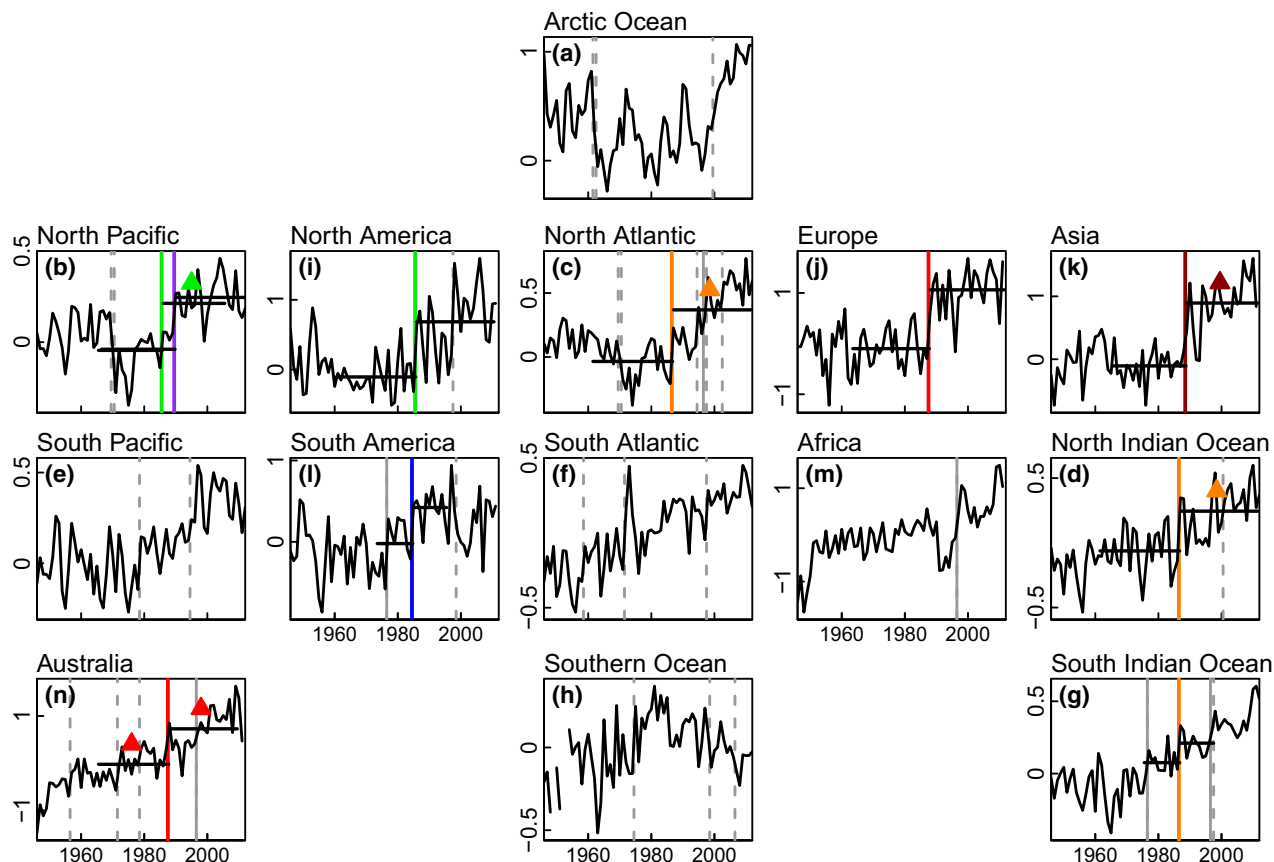 Arctic Ocean
(a)
1
0
North Pacific
North America
North Atlantic
Europe
Asia
(b)
(i)
(c)
(j)
(k)
0.5
0
1
0
0.5
0
1
−1
1
0
South Pacific
South America
South Atlantic
Africa
North Indian Ocean
(e)
(l)
(f)
(m)
(d)
0.5
0
1
0
0.5
−0.5
1
−1
0.5
−0.5
1960 1980 2000
1960 1980 2000
Australia
Southern Ocean
South Indian Ocean
(n)
(h)
(g)
1
−1
0.5
0
−0.5
0.5
0
1960 1980 2000
1960 1980 2000
1960 1980 2000